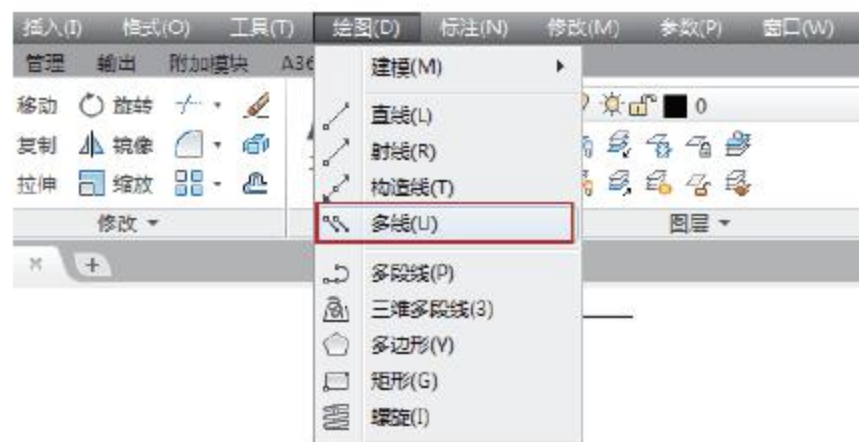 插入(I) 格式(O) 工具(T) 绘图(D) 标注(N) 修改(M) 参数(P) 窗口(W)
管理 输出 附加模块 A36
建模(M)
移动 旋转
直线(L)
0
复制 镜像
射线(R)
拉伸 缩放
构造线(T)
修改
多线(U)
图层
多段线(P)
三维多段线(3)
多边形(Y)
矩形(G)
螺旋(I)